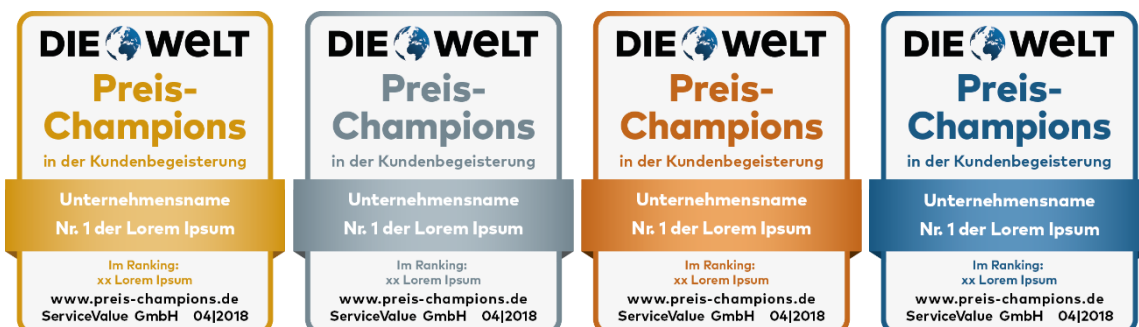 DIE WELT
Preis-
Champions
in der Kundenbegeisterung
Unternehmensname
Nr. 1 der Lorem Ipsum
Im Ranking:
xx Lorem Ipsum
www.preis-champions.de
ServiceValue GmbH 04|2018
DIE WELT
Preis-
Champions
in der Kundenbegeisterung
Unternehmensname
Nr. 1 der Lorem Ipsum
Im Ranking:
xx Lorem Ipsum
www.preis-champions.de
ServiceValue GmbH 04|2018
DIE WELT
Preis-
Champions
in der Kundenbegeisterung
Unternehmensname
Nr. 1 der Lorem Ipsum
Im Ranking:
xx Lorem Ipsum
www.preis-champions.de
ServiceValue GmbH 04|2018
DIE WELT
Preis-
Champions
in der Kundenbegeisterung
Unternehmensname
Nr. 1 der Lorem Ipsum
Im Ranking:
xx Lorem Ipsum
www.preis-champions.de
ServiceValue GmbH 04|2018